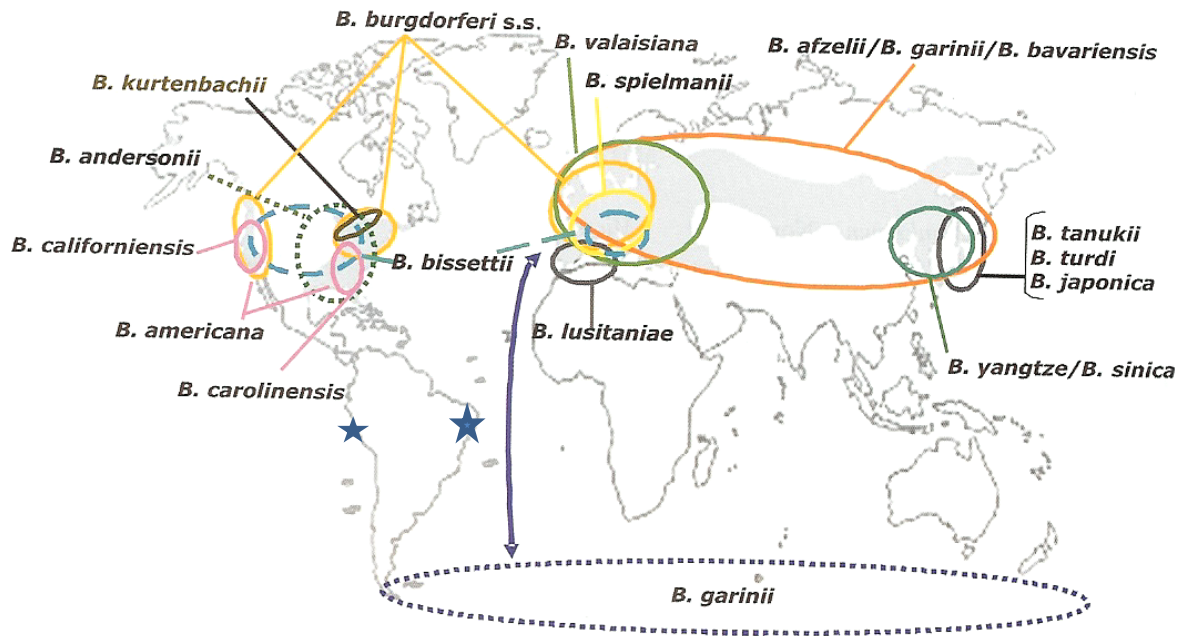 B. burgdorferi s.s.
B. valaisiana
B. afzelii/B. garinii/B. bavariensis
B. kurtenbachii
B. spielmanii
B. andersonii
B. californiensis
B. bissettii
B. tanukii
B. turdi
B. japonica
B. americana
B. lusitaniae
B. yangtze/B. sinica
B. carolinensis
B. garinii